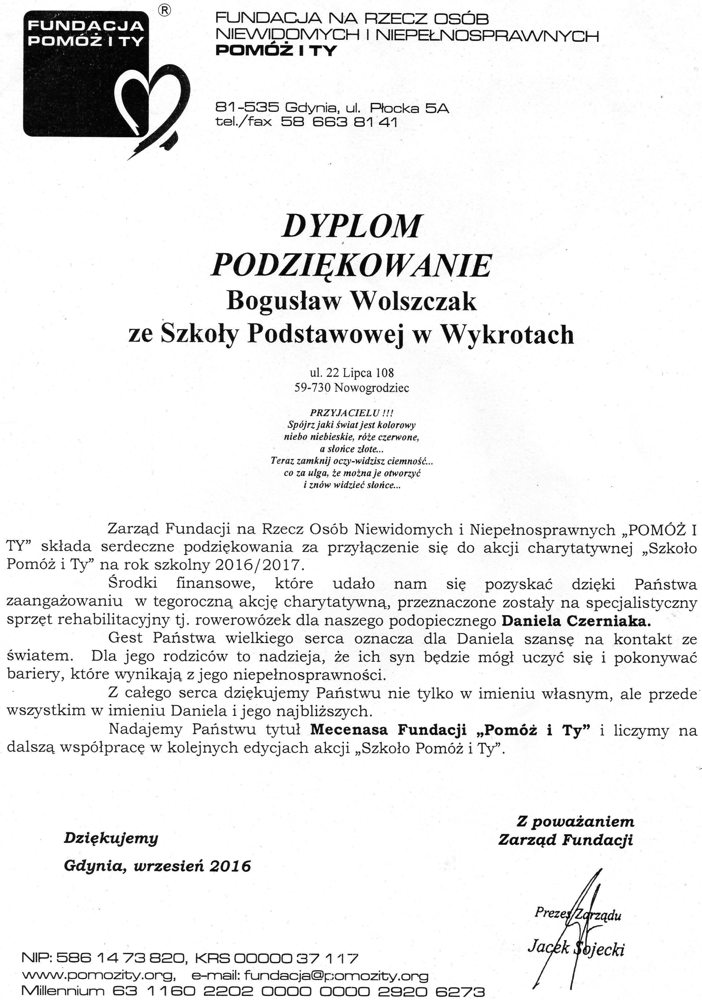 FUNDACJA
POMÓŻ I TY
®
FUNDACJA NA RZECZ OSÓB
NIEWIDOMYCH I NIEPEŁNOSPRAWNYCH
POMÓŻ I TY
81-535 Gdynia, ul. Płocka 5A
tel./fax 58 663 81 41
DYPLOM
PODZIĘKOWANIE
Bogusław Wolszczak
ze Szkoły Podstawowej w Wykrotach
ul. 22 Lipca 108
59-730 Nowogrodziec
PRZYJACIELU !!!
Spójrz jaki świat jest kolorowy
niebo niebieskie, róże czerwone,
a słońce złote...
Teraz zamknij oczy-widzisz ciemność...
co za ulga, że można je otworzyć
i znów widzieć słońce...
Zarząd Fundacji na Rzecz Osób Niewidomych i Niepełnosprawnych „POMÓŻ I
TY” składa serdeczne podziękowania za przyłączenie się do akcji charytatywnej „Szkoło
Pomóż i Ty” na rok szkolny 2016/2017.
Środki finansowe, które udało nam się pozyskać dzięki Państwa
zaangażowaniu w tegoroczną akcję charytatywną, przeznaczone zostały na specjalistyczny
sprzęt rehabilitacyjny tj. rowerowózek dla naszego podopiecznego Daniela Czerniaka.
Gest Państwa wielkiego serca oznacza dla Daniela szansę na kontakt ze
światem. Dla jego rodziców to nadzieja, że ich syn będzie mógł uczyć się i pokonywać
bariery, które wynikają z jego niepełnosprawności.
Z całego serca dziękujemy Państwu nie tylko w imieniu własnym, ale przede
wszystkim w imieniu Daniela i jego najbliższych.
Nadajemy Państwu tytuł Mecenasa Fundacji „Pomóż i Ty” i liczymy na
dalszą współpracę w kolejnych edycjach akcji „Szkoło Pomóż i Ty”.
Z poważaniem
Zarząd Fundacji
Dziękujemy
Gdynia, wrzesień 2016
Prezes Zarządu
Jacek Sojecki
NIP: 586 14 73 820, KRS 00000 37 117
www.pomozity.org, e-mail: fundacja@pomozity.org
Millennium 63 1160 2202 0000 0000 2920 6273